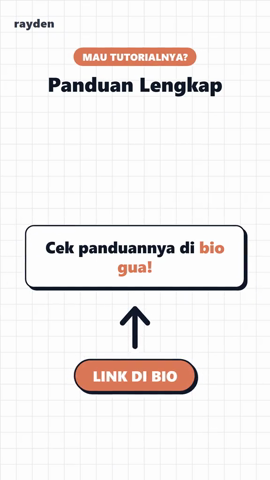 rayden
MAU TUTORIALNYA?
Panduan Lengkap
Cek panduannya di bio
gua!
LINK DI BIO